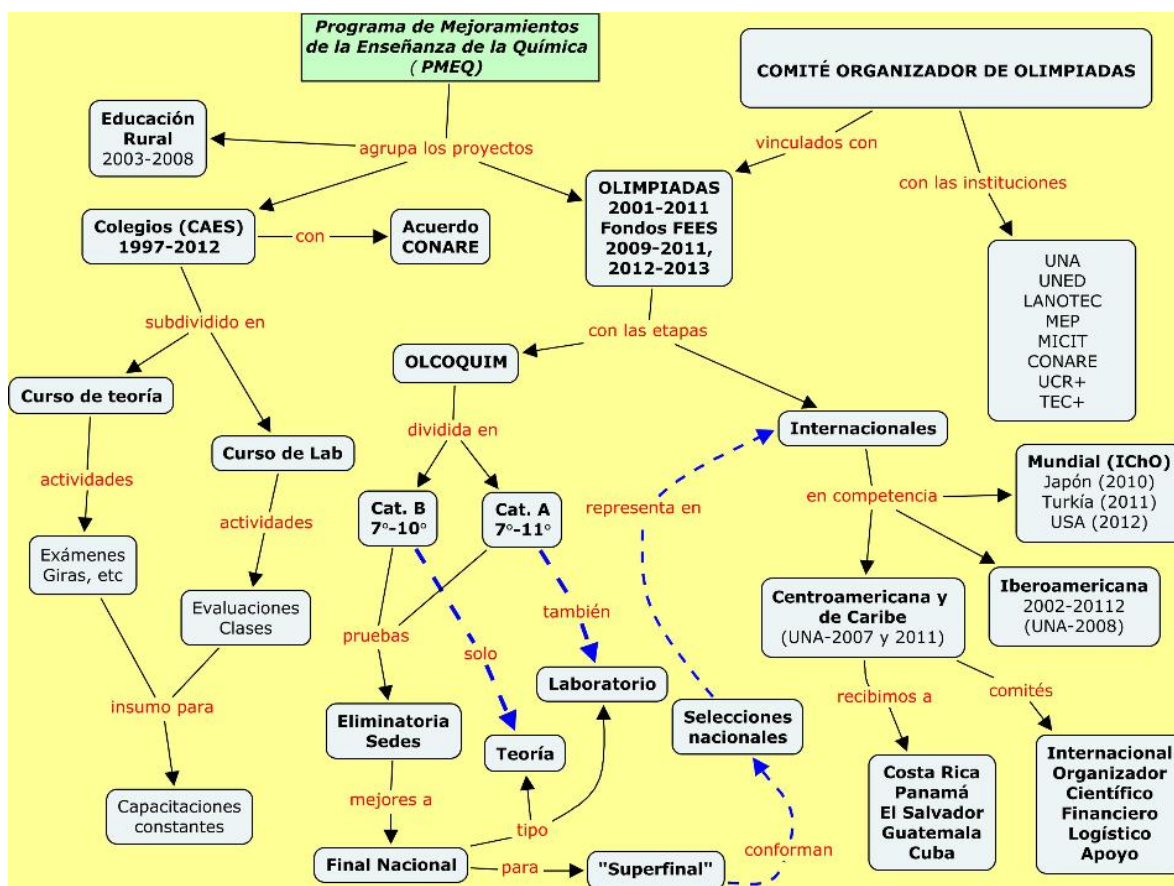 Programa de Mejoramientos
de la Enseñanza de la Química
( PMEQ)
COMITÉ ORGANIZADOR DE OLIMPIADAS
Educación
Rural
2003-2008
agrupa los proyectos
vinculados con
con las instituciones
OLIMPIADAS
2001-2011
Fondos FEES
2009-2011,
2012-2013
Colegios (CAES)
1997-2012
con
Acuerdo
CONARE
UNA
UNED
LANOTEC
MEP
MICIT
CONARE
UCR+
TEC+
subdividido en
con las etapas
OLCOQUIM
Curso de teoría
dividida en
Internacionales
Curso de Lab
actividades
actividades
Cat. B
7°-10°
Cat. A
7°-11°
representa en
en competencia
Mundial (IChO)
Japón (2010)
Turkía (2011)
USA (2012)
Exámenes
Giras, etc
Evaluaciones
Clases
pruebas
solo
también
Centroamericana y
de Caribe
(UNA-2007 y 2011)
Iberoamericana
2002-20112
(UNA-2008)
insumo para
Eliminatoria
Sedes
Laboratorio
Teoría
Selecciones
nacionales
recibimos a
comités
Capacitaciones
constantes
mejores a
tipo
Costa Rica
Panamá
El Salvador
Guatemala
Cuba
Internacional
Organizador
Científico
Financiero
Logístico
Apoyo
Final Nacional
para
"Superfinal"
conforman